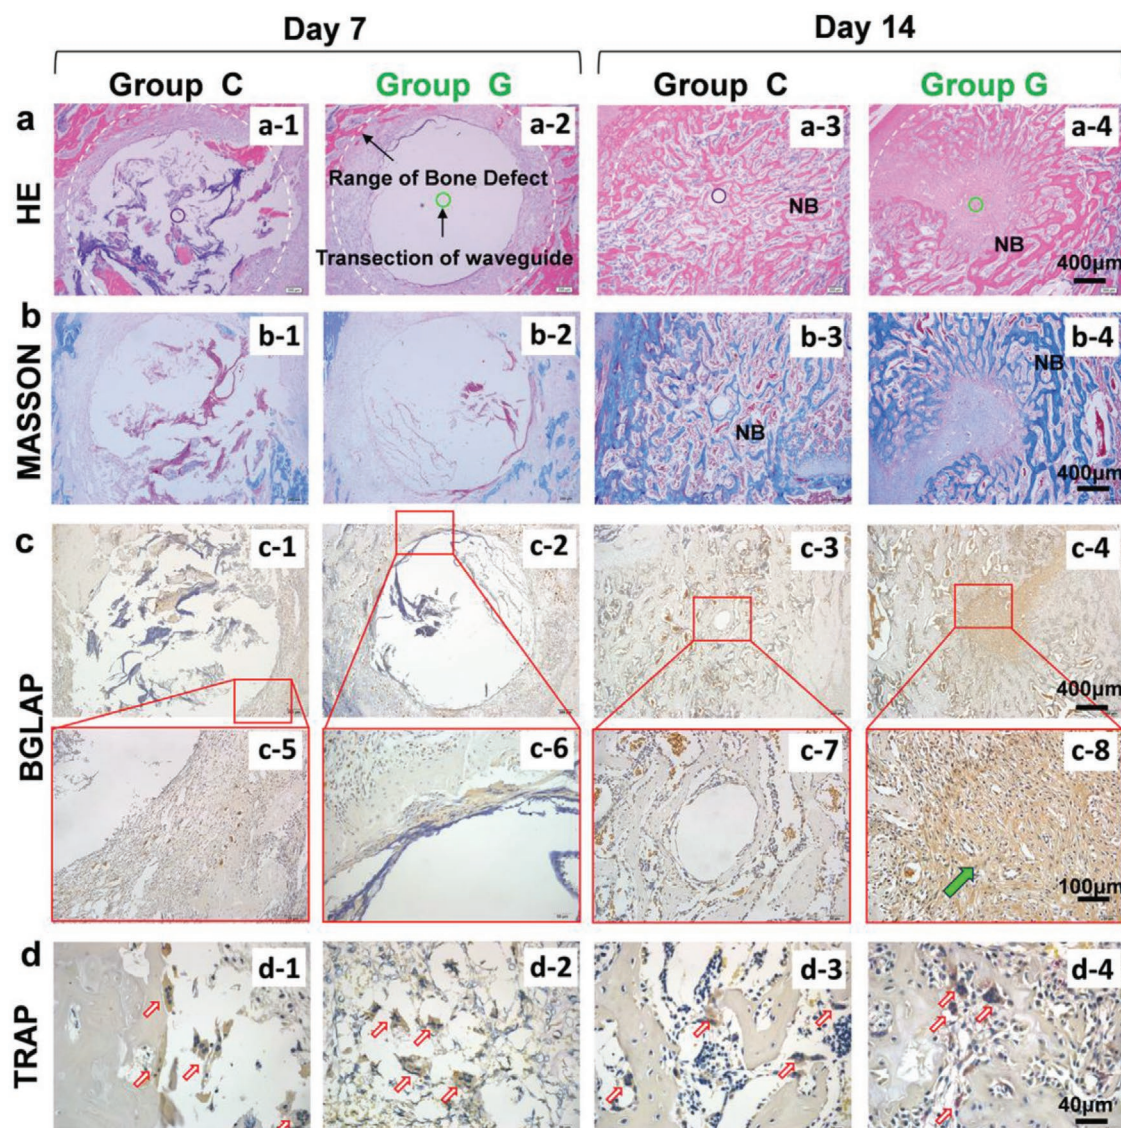 Day 7
Day 14
Group C
Group G
Group C
Group G
a
HE
a-1
a-2
a-3
a-4
Range of Bone Defect
Transection of waveguide
NB
NB
400μm
b
MASSON
b-1
b-2
b-3
b-4
NB
NB
400μm
c
BGLAP
c-1
c-2
c-3
c-4
400μm
c-5
c-6
c-7
c-8
100μm
d
TRAP
d-1
d-2
d-3
d-4
40μm